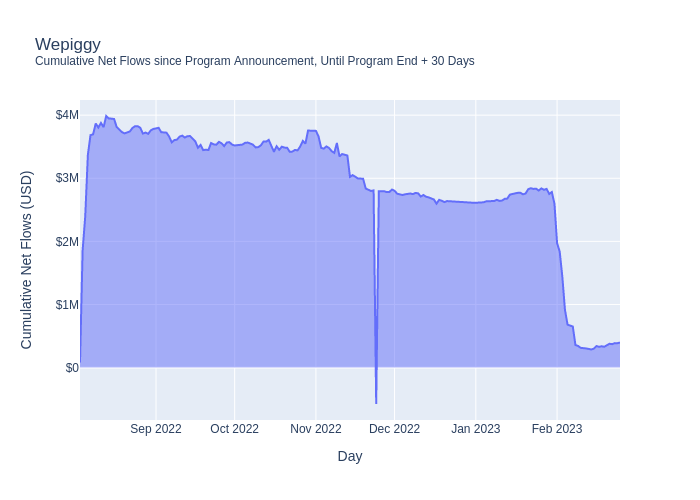 Wepiggy
Cumulative Net Flows since Program Announcement, Until Program End + 30 Days
Cumulative Net Flows (USD)
$4M
$3M
$2M
$1M
$0
Sep 2022 Oct 2022 Nov 2022 Dec 2022 Jan 2023 Feb 2023
Day